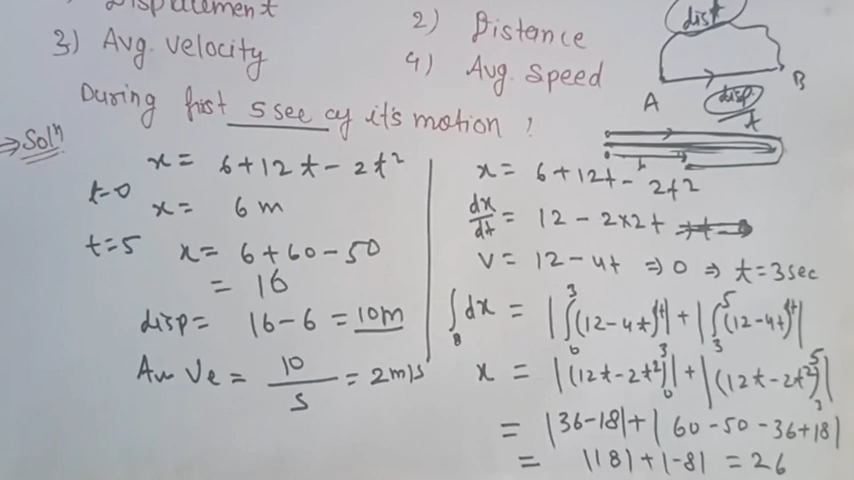 Displacement
2) Distance
3) Avg. velocity
4) Avg. Speed
During first 5 sec of it's motion !
dist
A
B
disp.
⇒ Solⁿ
x = 6+12t-2t²
t=0
x = 6 m
t=5 x = 6+60-50
= 16
disp = 16-6 = 10m
Av Ve = 10/5 = 2m/s
x = 6+12t-2t²
dx/dt = 12-2×2t
v = 12-4t ⇒ 0 ⇒ t=3sec
∫dx = |∫(12-4t)dt| + |∫(12-4t)dt|
x = |(12t-2t²)| + |(12t-2t²)|
= |36-18| + | 60-50-36+18|
= |18| + |-8| = 26